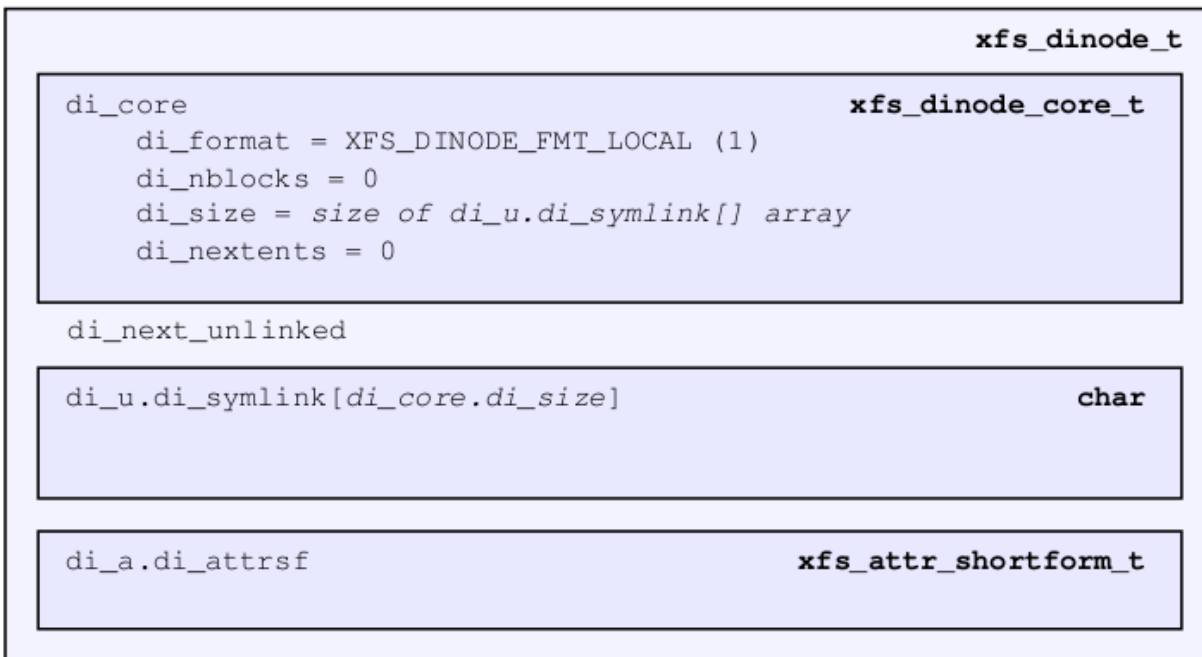 xfs_dinode_t
di_core xfs_dinode_core_t
di_format = XFS_DINODE_FMT_LOCAL (1)
di_nblocks = 0
di_size = size of di_u.di_symlink[] array
di_nextents = 0
di_next_unlinked
di_u.di_symlink[di_core.di_size] char
di_a.di_attrsf xfs_attr_shortform_t